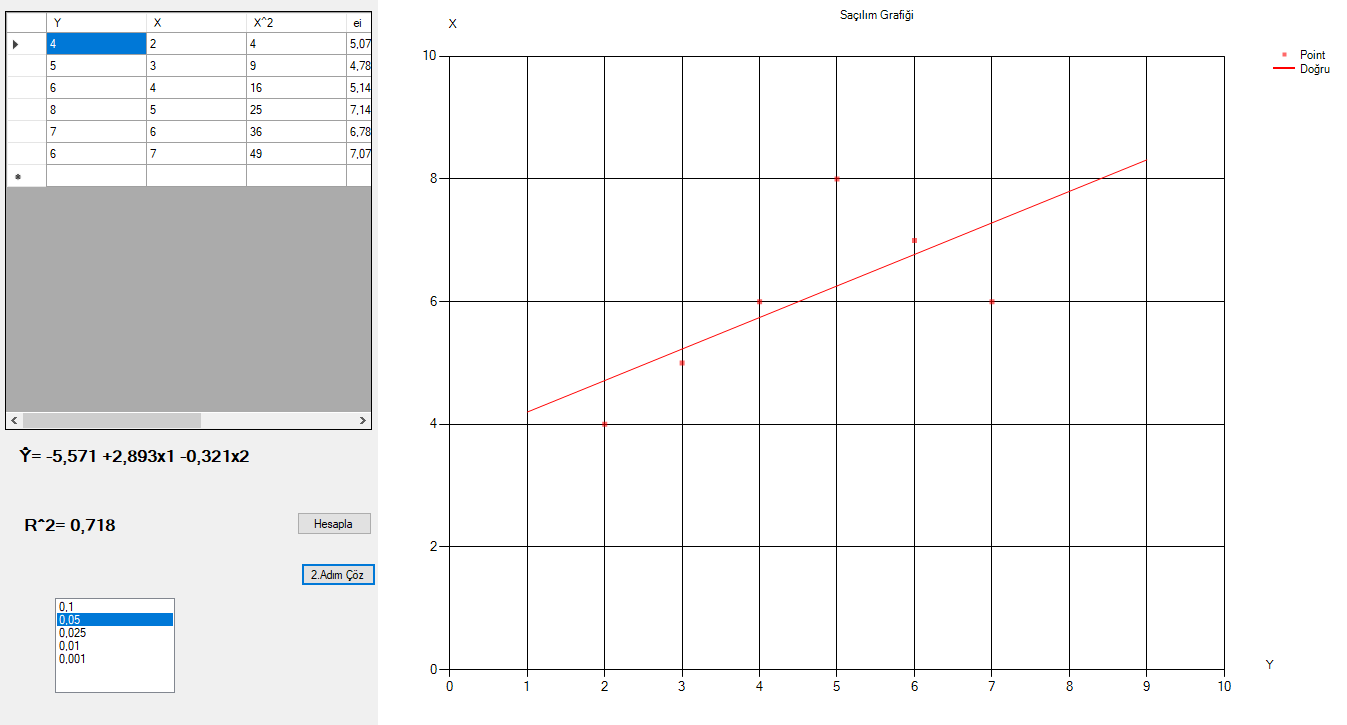 Y X X^2 ei
4 2 4 5,07
5 3 9 4,78
6 4 16 5,14
8 5 25 7,14
7 6 36 6,78
6 7 49 7,07
Ŷ= -5,571 +2,893x1 -0,321x2
R^2= 0,718
Hesapla
2.Adım Çöz
0,1
0,05
0,025
0,01
0,001
Saçılım Grafiği
X
10
8
6
4
2
0
0 1 2 3 4 5 6 7 8 9 10
Y
Point
Doğru